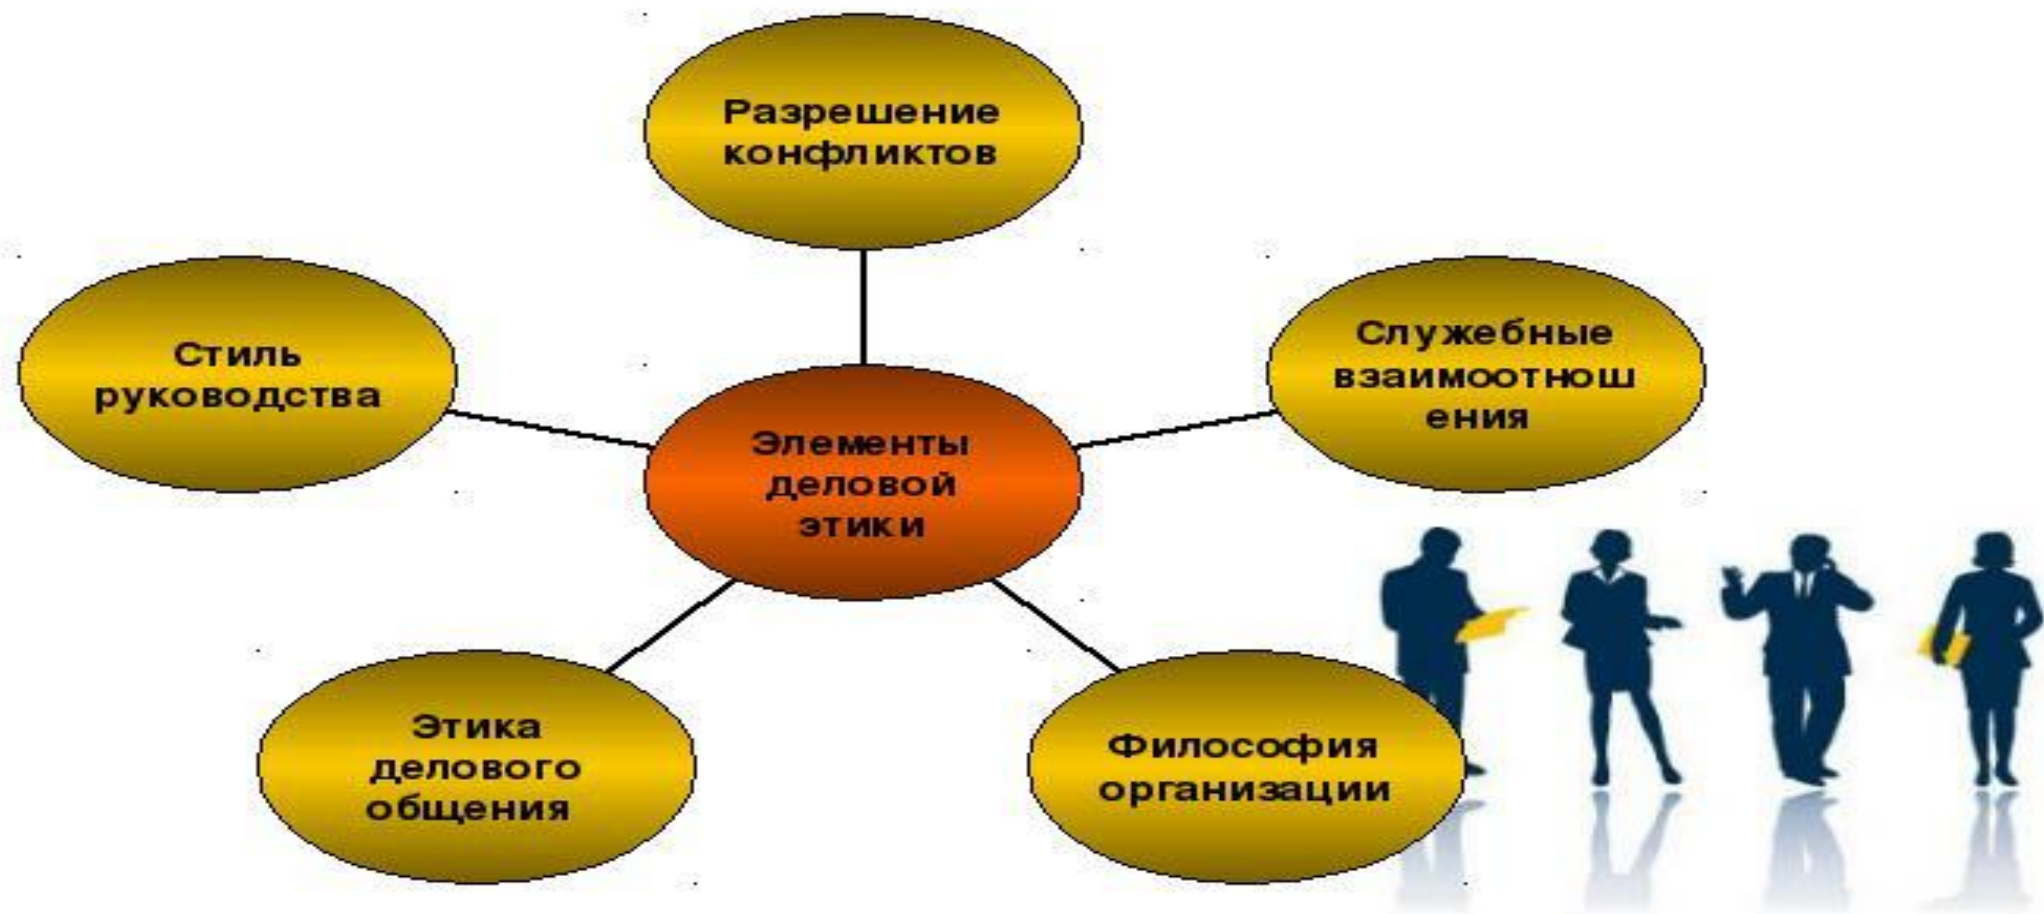 Разрешение
конфликтов
Стиль
руководства
Служебные
взаимоотнош
ения
Элементы
деловой
этики
Этика
делового
общения
Философия
организации